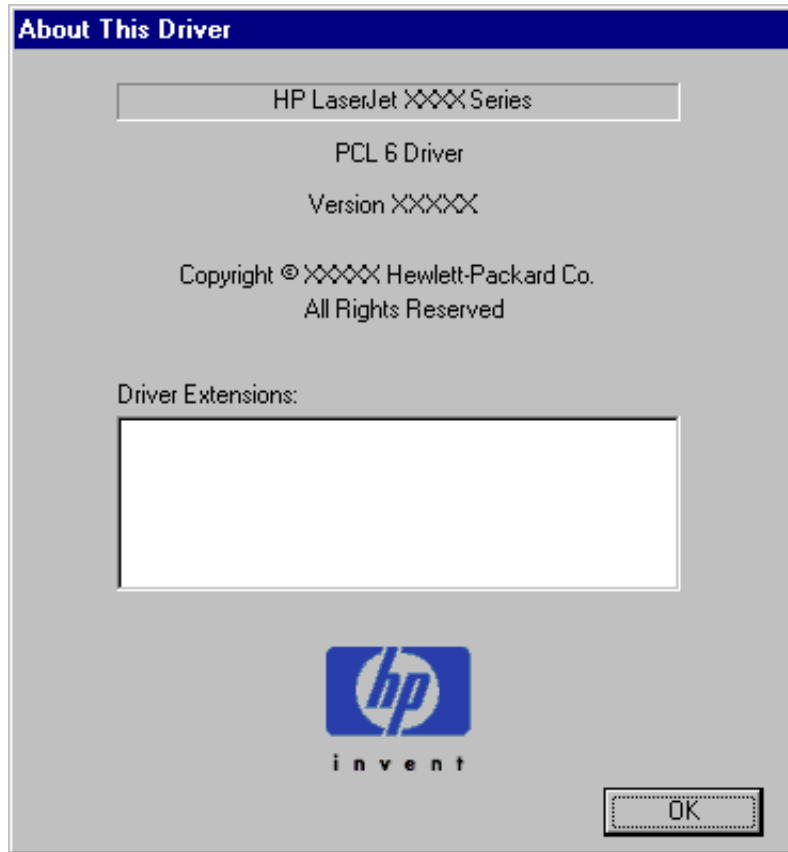 About This Driver
HP LaserJet XXXX Series
PCL 6 Driver
Version XXXXX
Copyright © XXXXX Hewlett-Packard Co.
All Rights Reserved
Driver Extensions:
hp
invent
OK